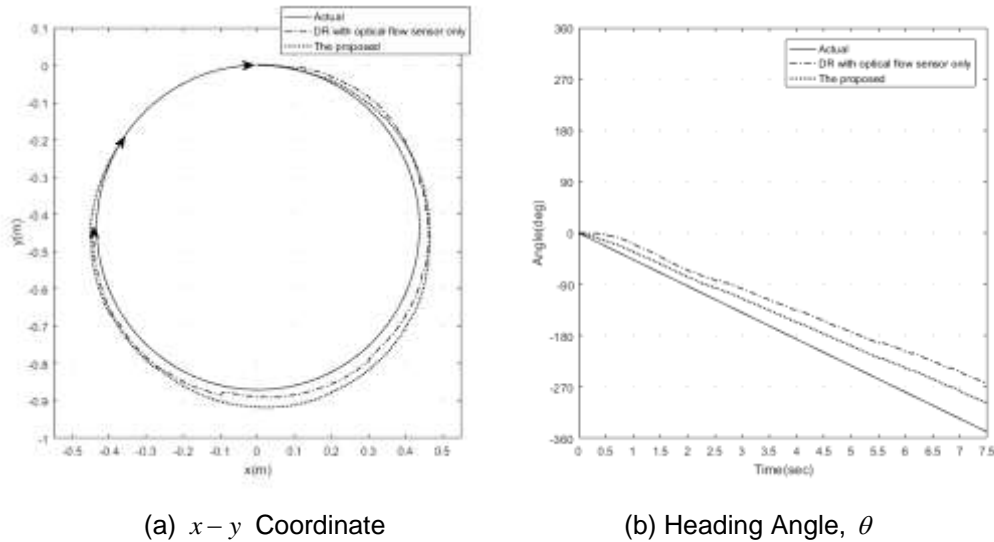 Actual
DR with optical flow sensor only
The proposed
0.1
0
-0.1
-0.2
-0.3
-0.4
-0.5
-0.6
-0.7
-0.8
-0.9
-1
y(m)
-0.5 -0.4 -0.3 -0.2 -0.1 0 0.1 0.2 0.3 0.4 0.5
x(m)
(a) x − y Coordinate
Actual
DR with optical flow sensor only
The proposed
360
270
180
90
0
-90
-180
-270
-360
Angle(deg)
0 0.5 1 1.5 2 2.5 3 3.5 4 4.5 5 5.5 6 6.5 7 7.5
Time(sec)
(b) Heading Angle, θ